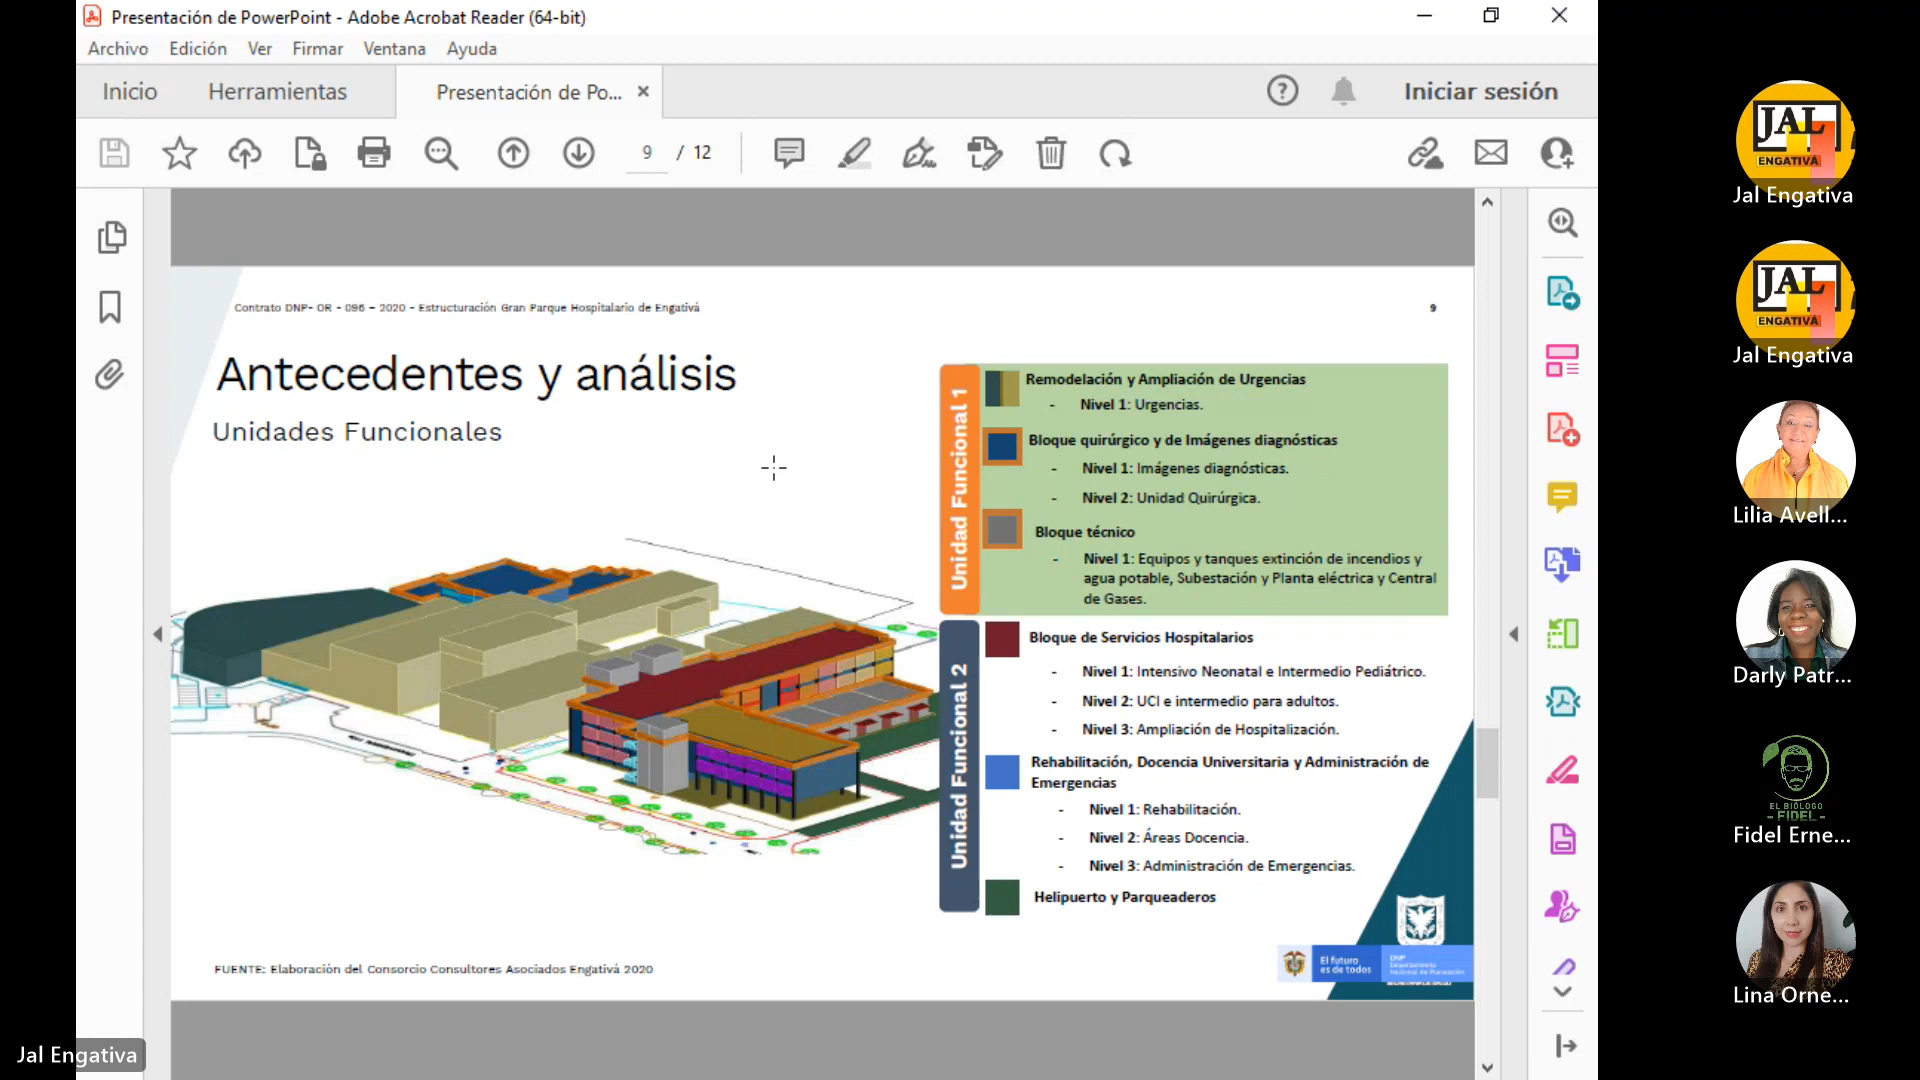 Presentación de PowerPoint - Adobe Acrobat Reader (64-bit)
Archivo Edición Ver Firmar Ventana Ayuda
Inicio Herramientas Presentación de Po... Iniciar sesión
9 / 12
Contrato DNP- OR - 096 – 2020 - Estructuración Gran Parque Hospitalario de Engativá
9
Antecedentes y análisis
Unidades Funcionales
Unidad Funcional 1
Remodelación y Ampliación de Urgencias
- Nivel 1: Urgencias.
Bloque quirúrgico y de Imágenes diagnósticas
- Nivel 1: Imágenes diagnósticas.
- Nivel 2: Unidad Quirúrgica.
Bloque técnico
- Nivel 1: Equipos y tanques extinción de incendios y
agua potable, Subestación y Planta eléctrica y Central
de Gases.
Unidad Funcional 2
Bloque de Servicios Hospitalarios
- Nivel 1: Intensivo Neonatal e Intermedio Pediátrico.
- Nivel 2: UCI e intermedio para adultos.
- Nivel 3: Ampliación de Hospitalización.
Rehabilitación, Docencia Universitaria y Administración de
Emergencias
- Nivel 1: Rehabilitación.
- Nivel 2: Áreas Docencia.
- Nivel 3: Administración de Emergencias.
Helipuerto y Parqueaderos
FUENTE: Elaboración del Consorcio Consultores Asociados Engativá 2020
El futuro
es de todos
DNP
Departamento
Nacional de Planeación
JAL
ENGATIVÁ
Jal Engativa
JAL
ENGATIVÁ
Jal Engativa
Lilia Avell...
Darly Patr...
EL BIÓLOGO
- FIDEL -
Fidel Erne...
Lina Orne...
Jal Engativa